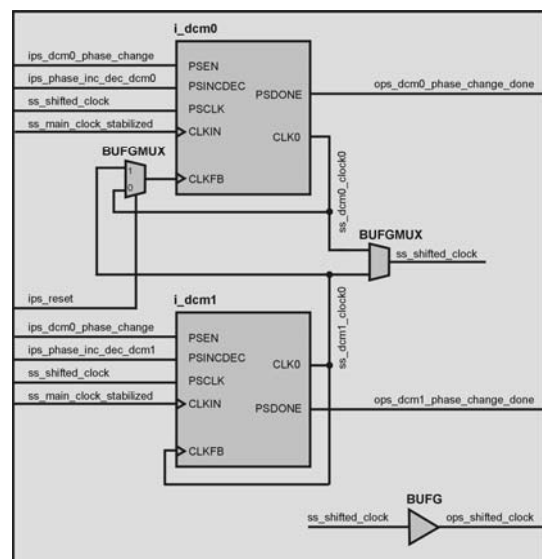 i_dcm0
ips_dcm0_phase_change
PSEN
ips_phase_inc_dec_dcm0
PSINCDEC
PSDONE
ops_dcm0_phase_change_done
ss_shifted_clock
PSCLK
ss_main_clock_stabilized
CLKIN
CLK0
BUFGMUX
1
0
CLKFB
ss_dcm0_clock0
BUFGMUX
ss_shifted_clock
ips_reset
i_dcm1
ss_dcm1_clock0
ips_dcm0_phase_change
PSEN
ips_phase_inc_dec_dcm1
PSINCDEC
CLK0
ss_shifted_clock
PSCLK
ss_main_clock_stabilized
CLKIN
PSDONE
ops_dcm1_phase_change_done
CLKFB
BUFG
ss_shifted_clock
ops_shifted_clock